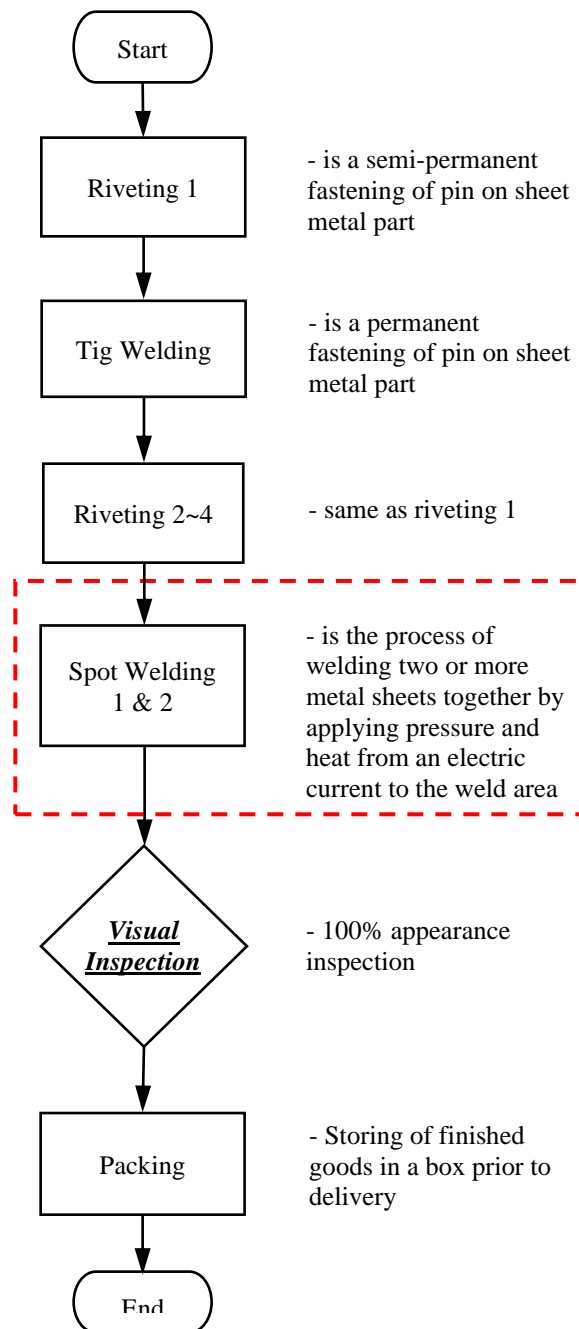 Start
Riveting 1
- is a semi-permanent
fastening of pin on sheet
metal part
Tig Welding
- is a permanent
fastening of pin on sheet
metal part
Riveting 2~4
- same as riveting 1
Spot Welding
1 & 2
- is the process of
welding two or more
metal sheets together by
applying pressure and
heat from an electric
current to the weld area
Visual
Inspection
- 100% appearance
inspection
Packing
- Storing of finished
goods in a box prior to
delivery
End